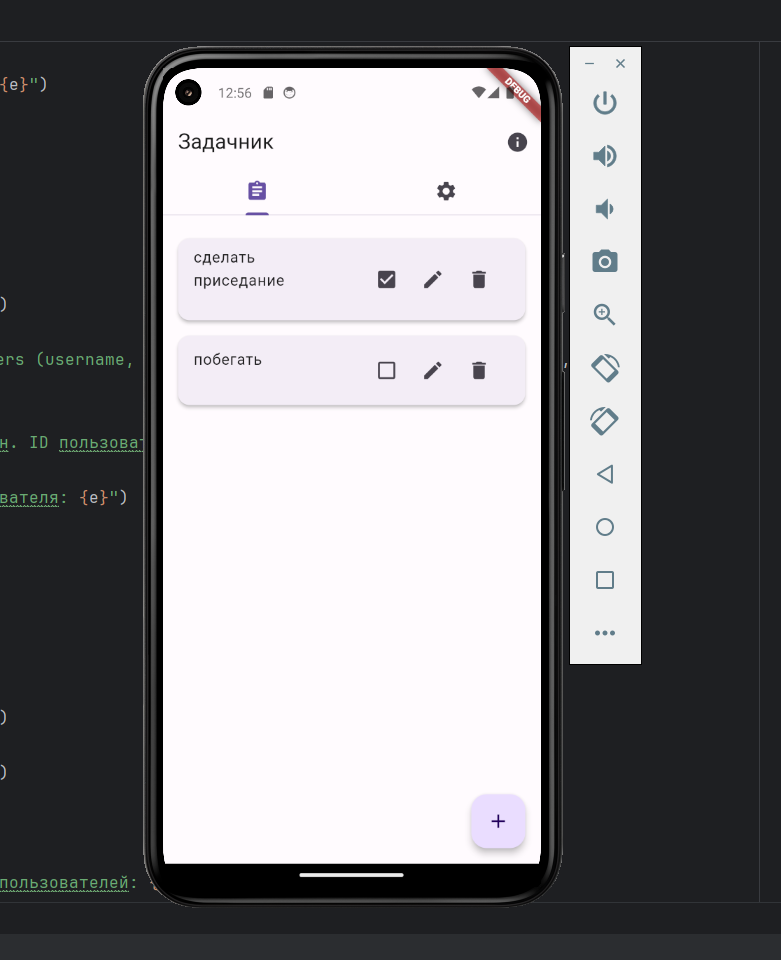 {e}")
12:56
DEBUG
Задачник
сделать
приседание
)
ers (username,
побегать
н. ID пользоват
вателя: {e}")
)
)
пользователей: